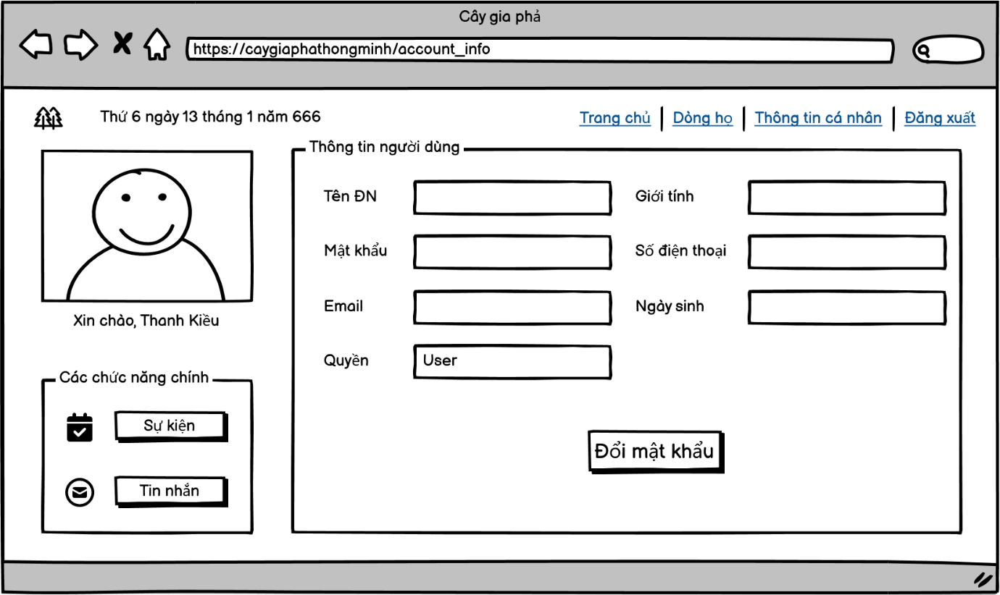 Cây gia phả
https://caygiaphathongminh/account_info
Thứ 6 ngày 13 tháng 1 năm 666
Trang chủ
Dòng họ
Thông tin cá nhân
Đăng xuất
Xin chào, Thanh Kiều
Các chức năng chính
Sự kiện
Tin nhắn
Thông tin người dùng
Tên ĐN
Giới tính
Mật khẩu
Số điện thoại
Email
Ngày sinh
Quyền
User
Đổi mật khẩu